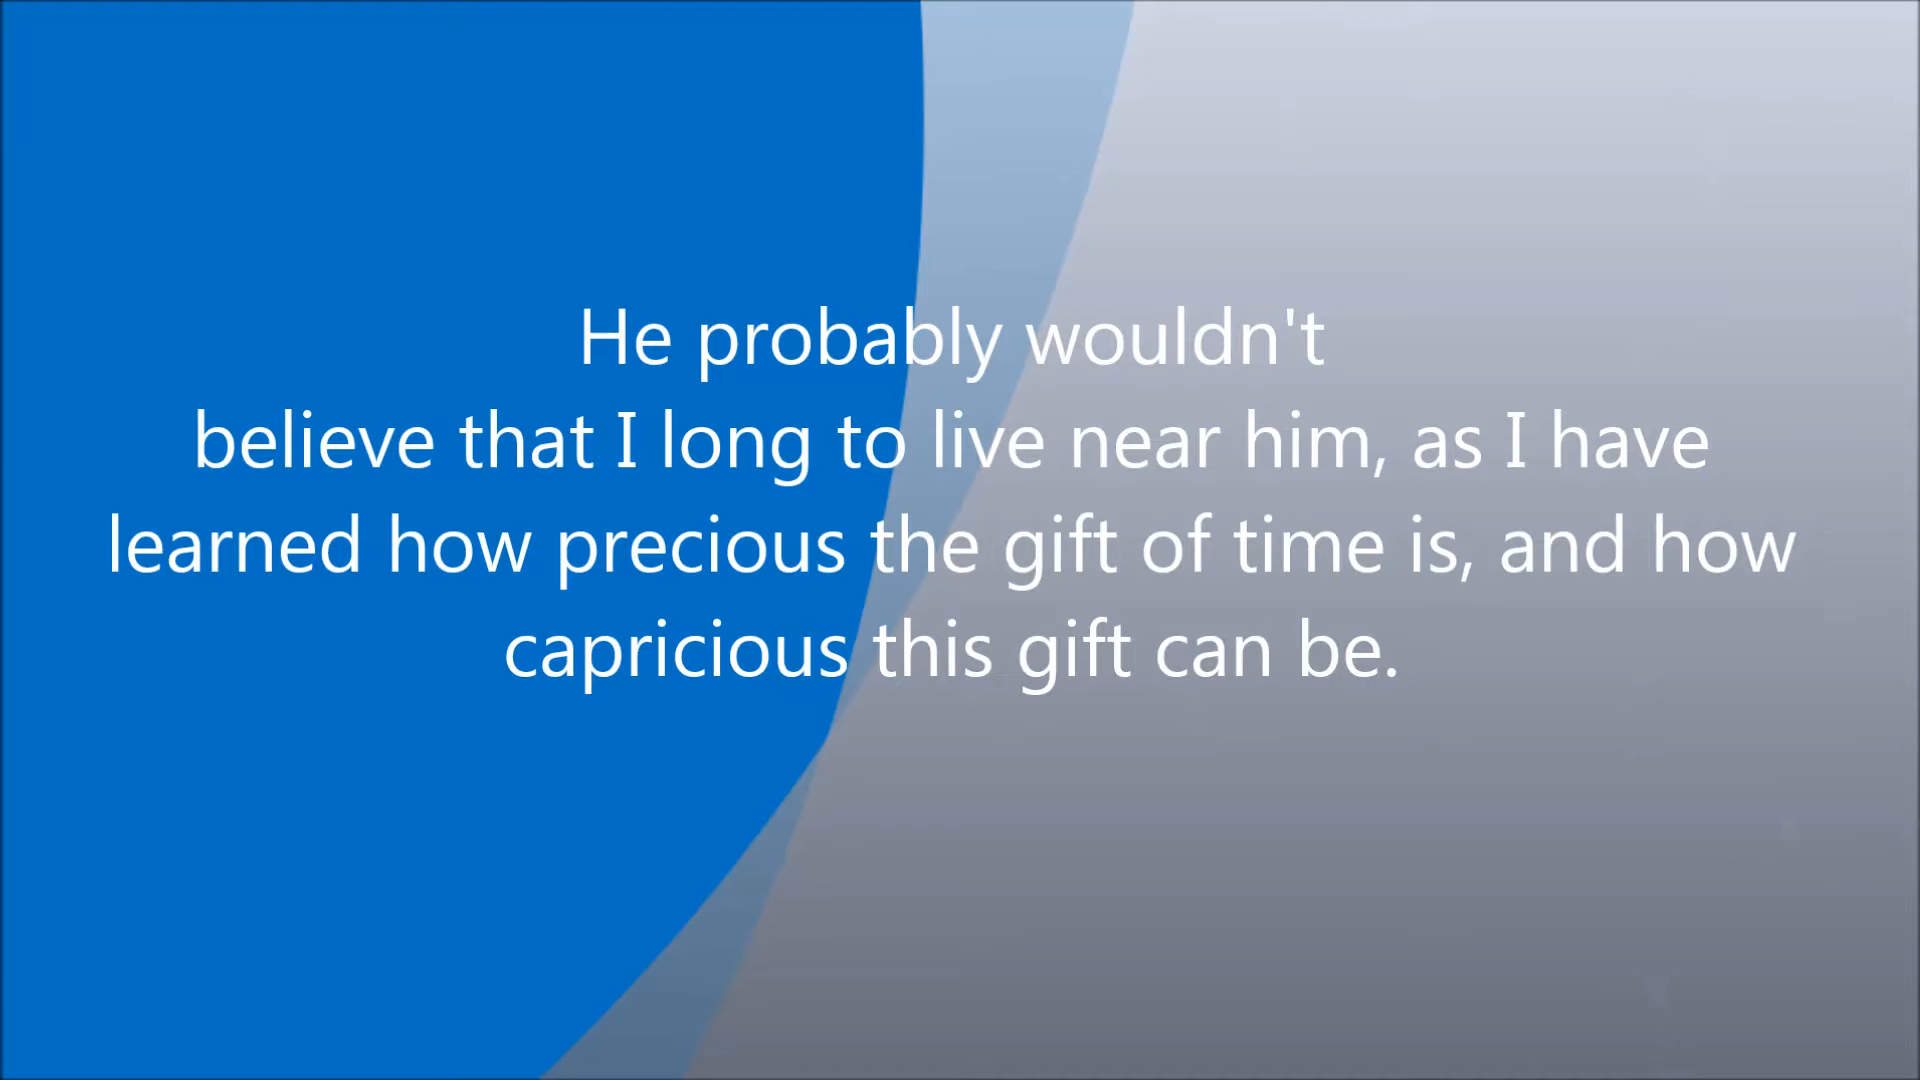 He probably wouldn't
believe that I long to live near him, as I have
learned how precious the gift of time is, and how
capricious this gift can be.